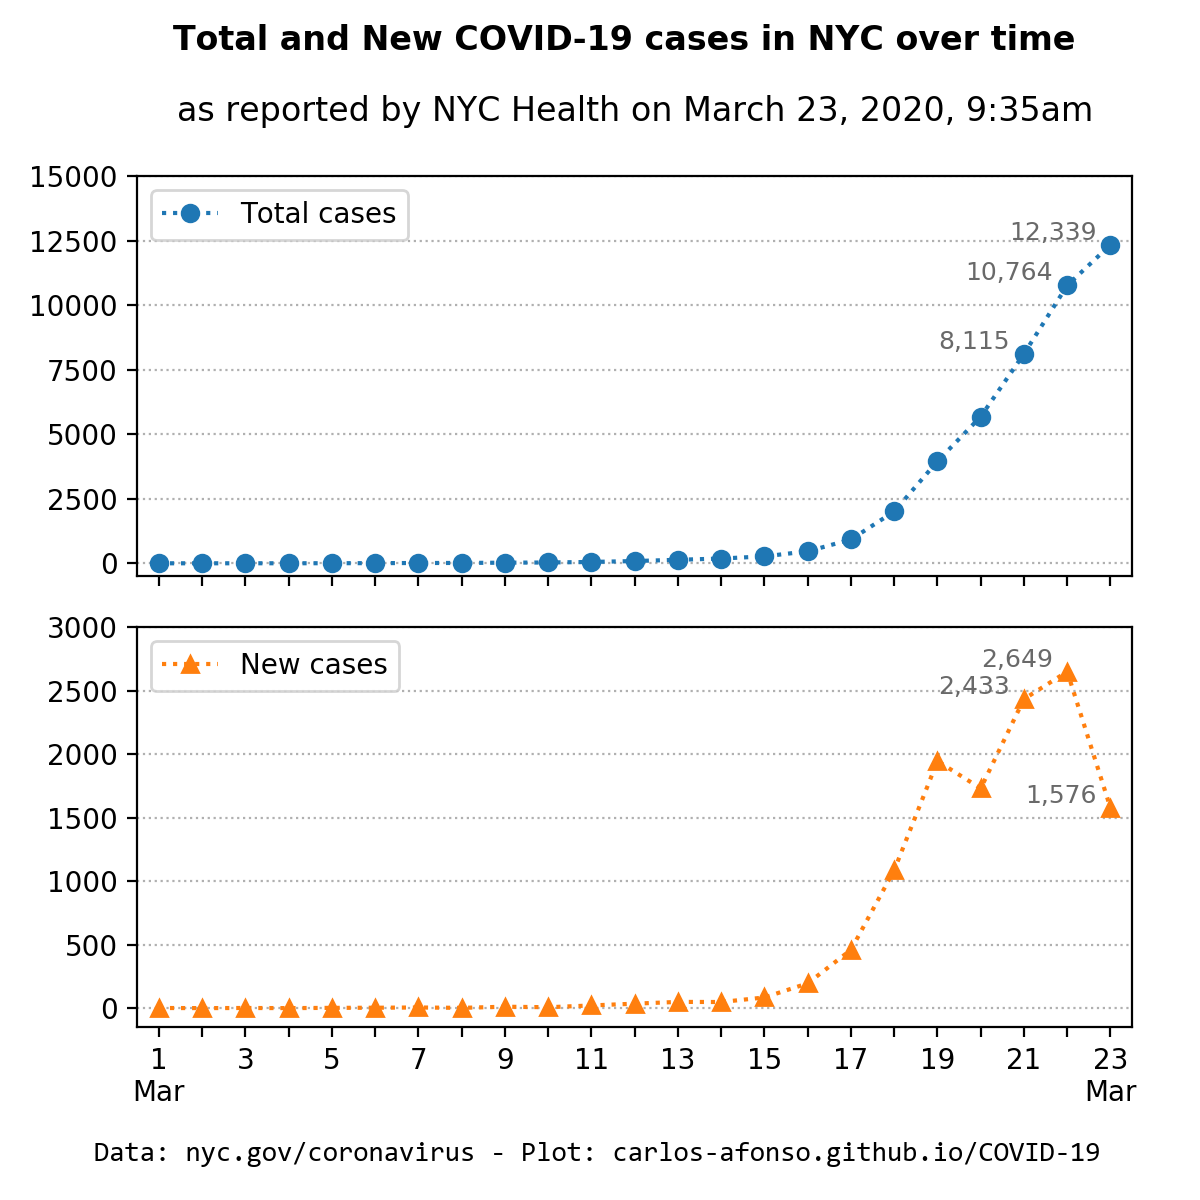 Total and New COVID-19 cases in NYC over time
as reported by NYC Health on March 23, 2020, 9:35am
15000
Total cases
12,339
12500
10,764
10000
8,115
7500
5000
2500
0
3000
New cases
2,649
2,433
2500
2000
1,576
1500
1000
500
0
1 3 5 7 9 11 13 15 17 19 21 23
Mar Mar
Data: nyc.gov/coronavirus - Plot: carlos-afonso.github.io/COVID-19